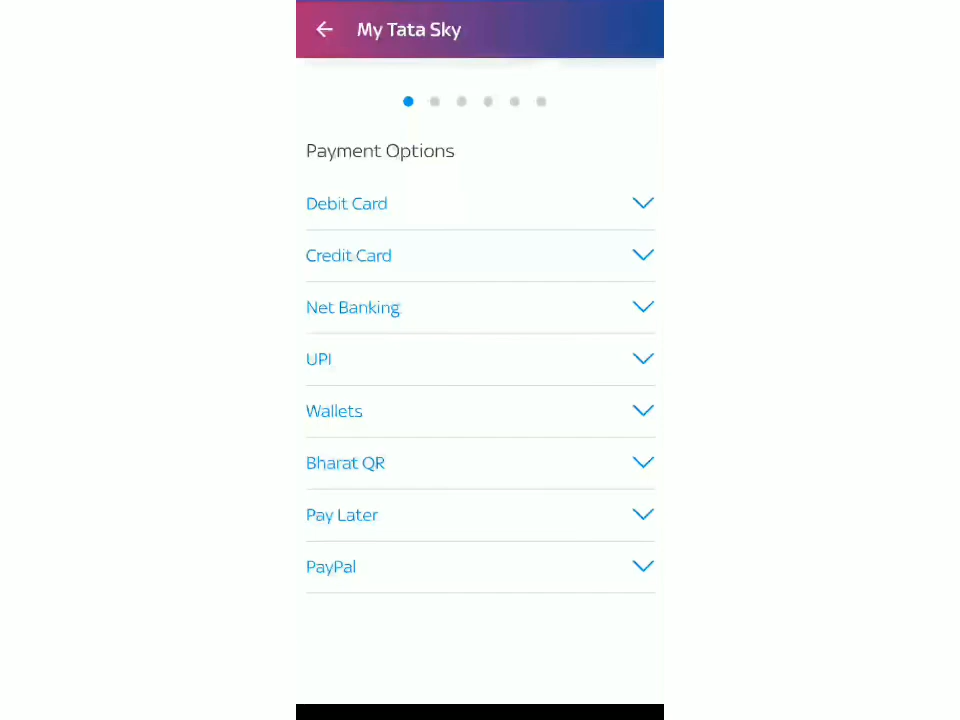 My Tata Sky
Payment Options
Debit Card
Credit Card
Net Banking
UPI
Wallets
Bharat QR
Pay Later
PayPal